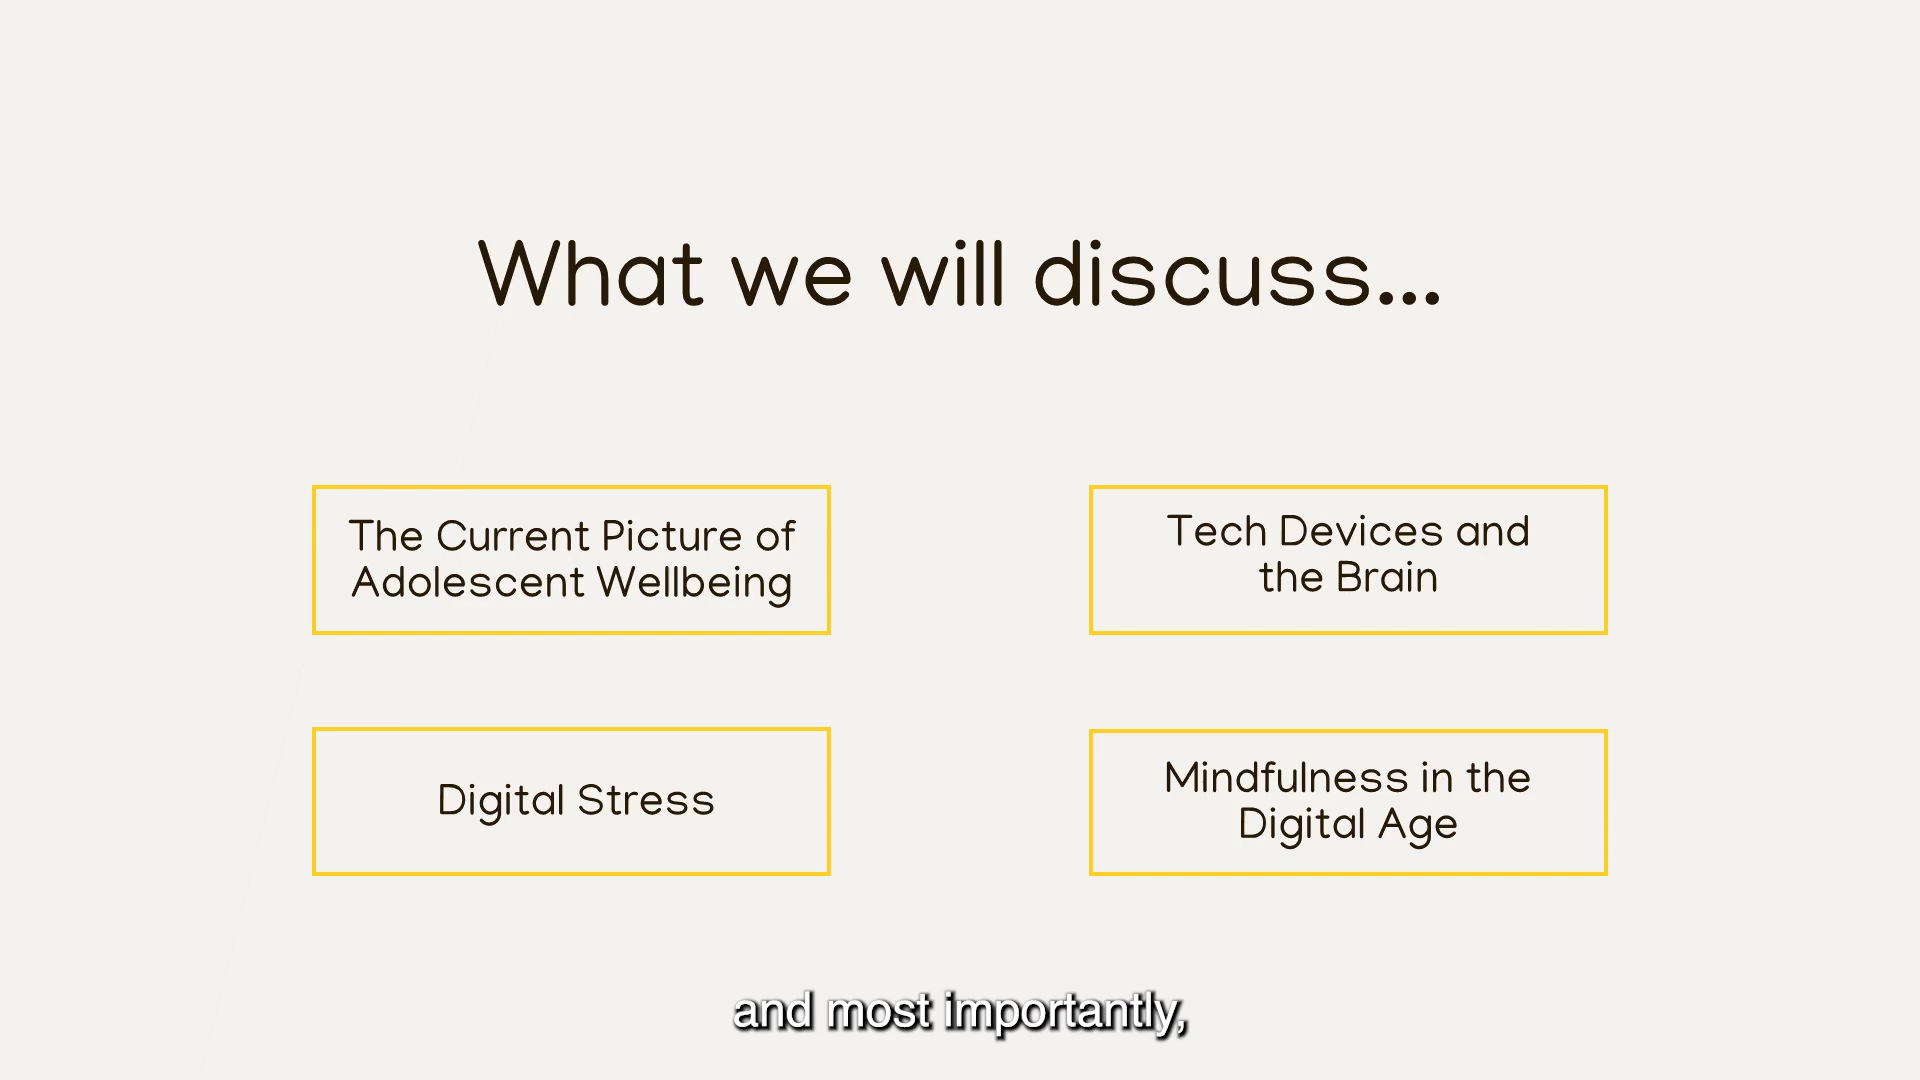 What we will discuss...
The Current Picture of
Adolescent Wellbeing
Tech Devices and
the Brain
Digital Stress
Mindfulness in the
Digital Age
and most importantly,